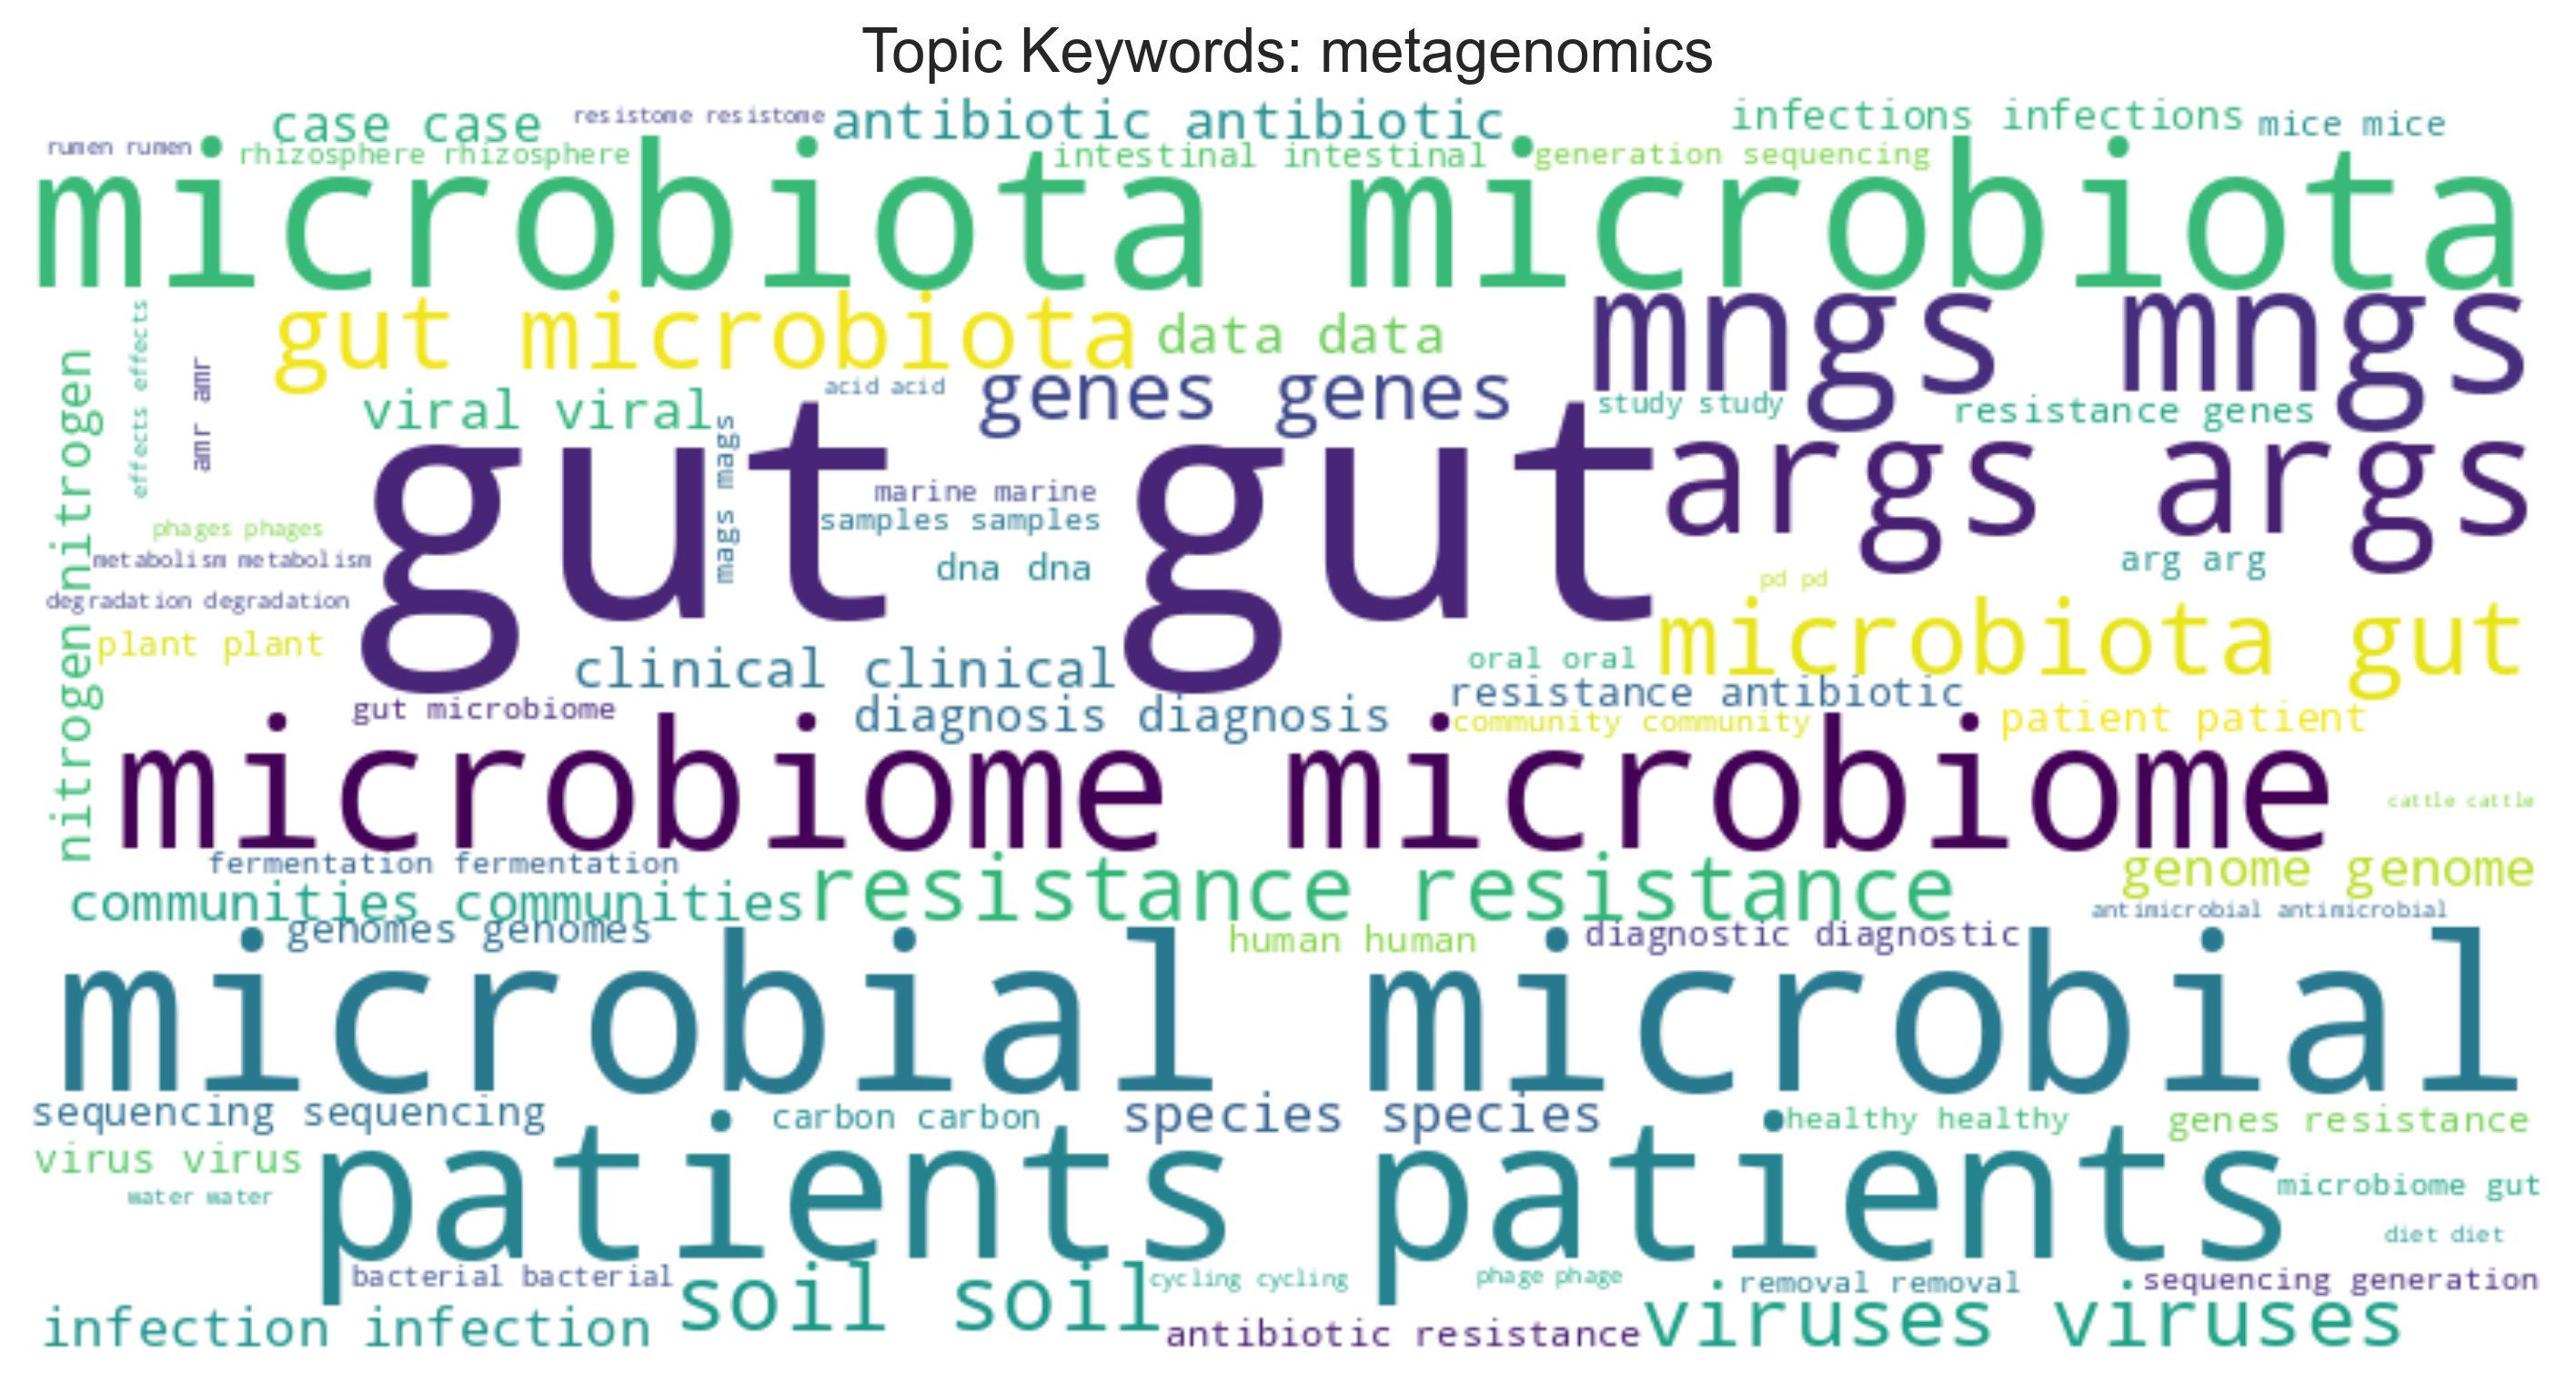 Topic Keywords: metagenomics
case case
resistome resistome
antibiotic antibiotic
infections infections
mice mice
rumen rumen
rhizosphere rhizosphere
intestinal intestinal
generation sequencing
microbiota microbiota
effects effects
amr amr
nitrogen nitrogen
gut microbiota
data data
mngs mngs
viral viral
acid acid
genes genes
study study
resistance genes
mags mags
gut gut
args args
marine marine
samples samples
phages phages
metabolism metabolism
dna dna
arg arg
pd pd
degradation degradation
plant plant
clinical clinical
oral oral
microbiota gut
resistance antibiotic
gut microbiome
diagnosis diagnosis
community community
patient patient
microbiome microbiome
cattle cattle
fermentation fermentation
communities communities
resistance resistance
genome genome
antimicrobial antimicrobial
genomes genomes
human human
diagnostic diagnostic
microbial microbial
sequencing sequencing
carbon carbon
species species
healthy healthy
genes resistance
virus virus
water water
patients patients
microbiome gut
diet diet
bacterial bacterial
soil soil
cycling cycling
phage phage
removal removal
sequencing generation
infection infection
antibiotic resistance
viruses viruses